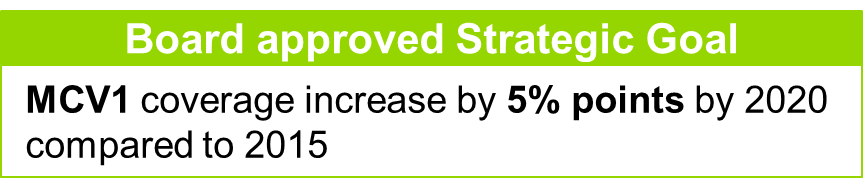 Board approved Strategic Goal
MCV1 coverage increase by 5% points by 2020
compared to 2015